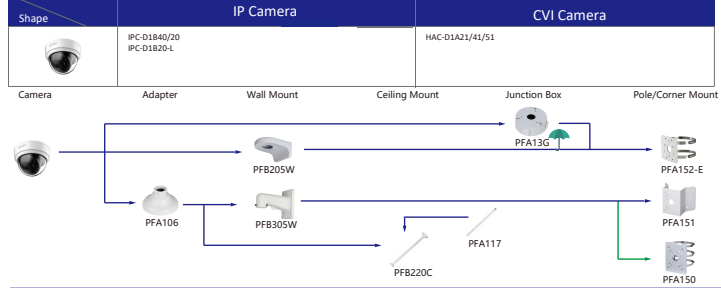 Shape
IP Camera
CVI Camera
IPC-D1B40/20
IPC-D1B20-L
HAC-D1A21/41/51
Camera
Adapter
Wall Mount
Ceiling Mount
Junction Box
Pole/Corner Mount
PFA13G
PFB205W
PFA152-E
PFA106
PFB305W
PFA151
PFA117
PFB220C
PFA150